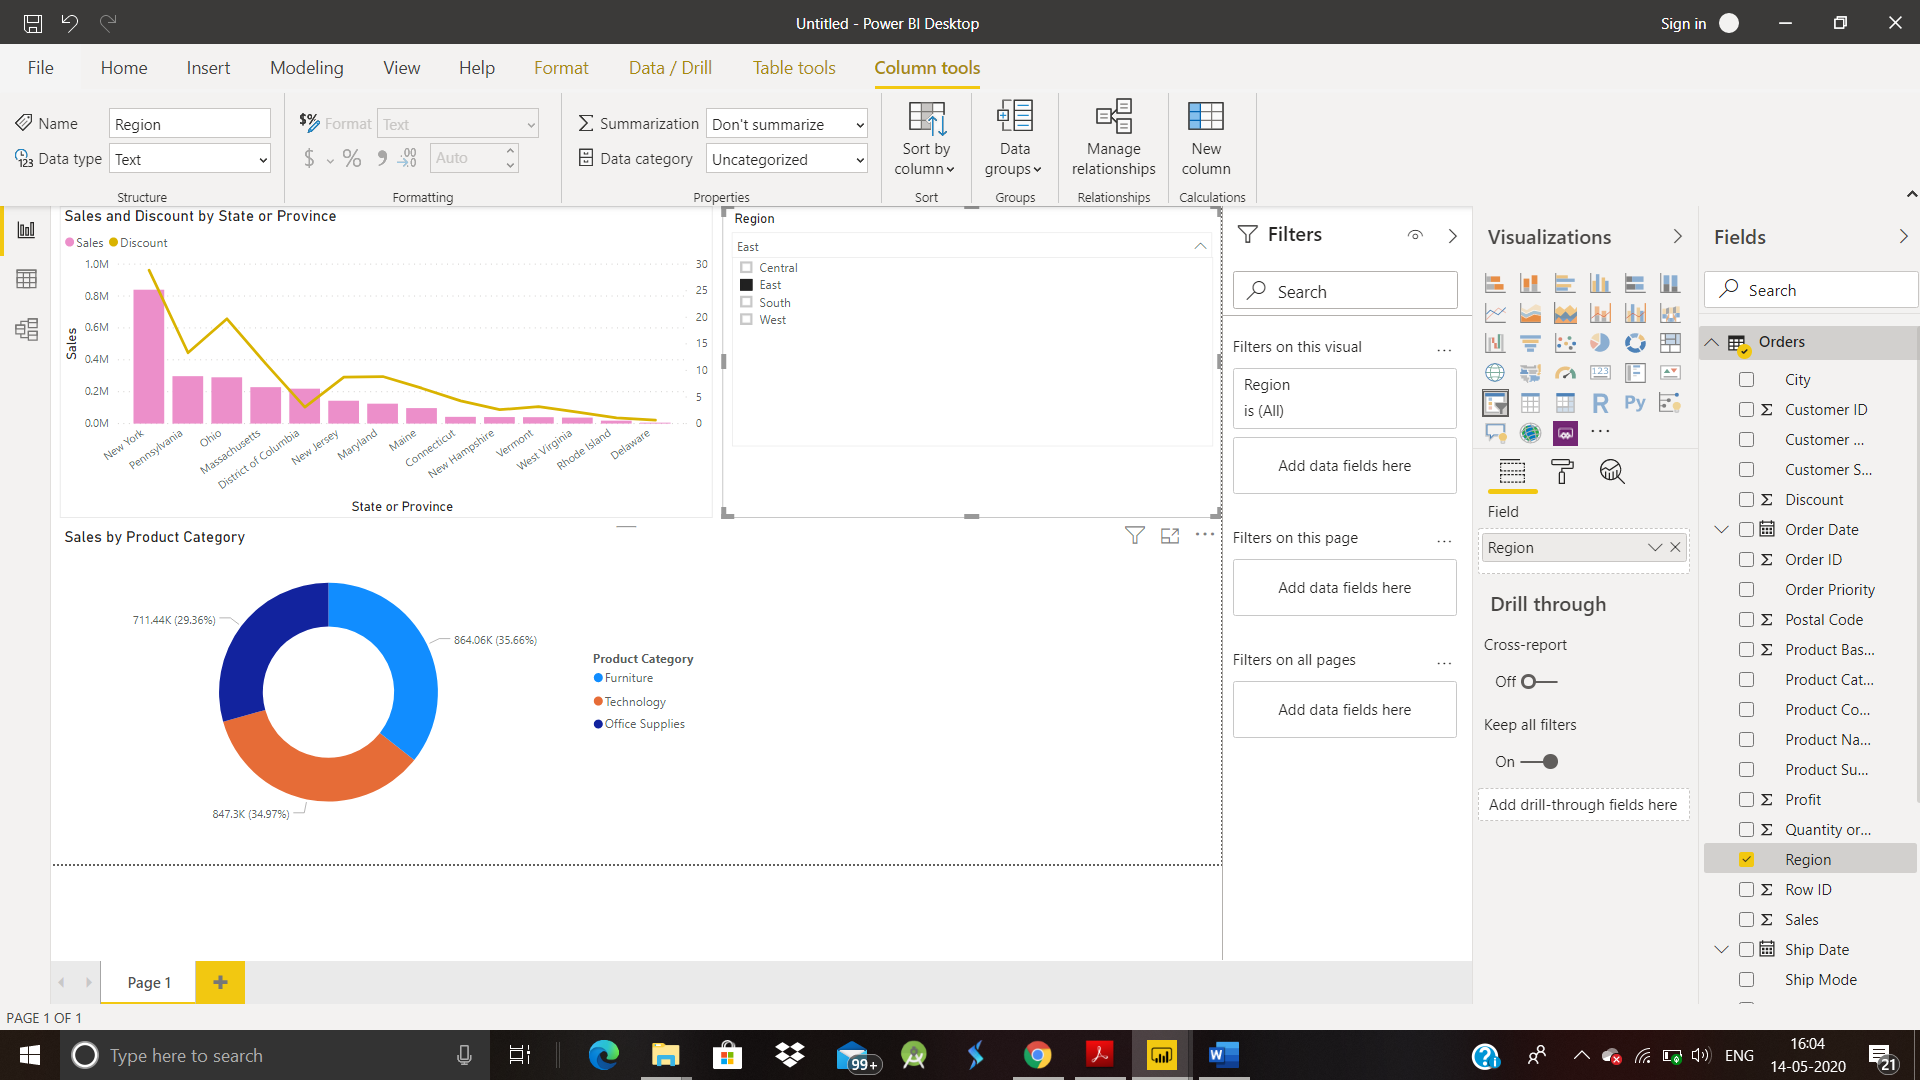 Untitled - Power BI Desktop
Sign in
File Home Insert Modeling View Help Format Data / Drill Table tools Column tools
Name Region
Data type Text
Structure
$% Format Text
$ % 9 .00 Auto
Formatting
Summarization Don't summarize
Data category Uncategorized
Properties
Sort by column
Sort
Data groups
Groups
Manage relationships
Relationships
New column
Calculations
Sales and Discount by State or Province
Sales Discount
1.0M
0.8M
0.6M
0.4M
0.2M
0.0M
Sales
30
25
20
15
10
5
0
New York
Pennsylvania
Ohio
Massachusetts
District of Columbia
New Jersey
Maryland
Maine
Connecticut
New Hampshire
Vermont
West Virginia
Rhode Island
Delaware
State or Province
Region
East
Central
East
South
West
Sales by Product Category
711.44K (29.36%)
864.06K (35.66%)
847.3K (34.97%)
Product Category
Furniture
Technology
Office Supplies
Filters
Search
Filters on this visual ...
Region
is (All)
Add data fields here
Filters on this page ...
Add data fields here
Filters on all pages ...
Add data fields here
Visualizations
123
R
Py
...
Field
Region
Drill through
Cross-report
Off
Keep all filters
On
Add drill-through fields here
Fields
Search
Orders
City
Σ Customer ID
Customer ...
Customer S...
Σ Discount
Order Date
Σ Order ID
Order Priority
Σ Postal Code
Σ Product Bas...
Product Cat...
Product Co...
Product Na...
Product Su...
Σ Profit
Σ Quantity or...
Region
Σ Row ID
Σ Sales
Ship Date
Ship Mode
Page 1
+
PAGE 1 OF 1
Type here to search
99+
ENG
16:04
14-05-2020
21